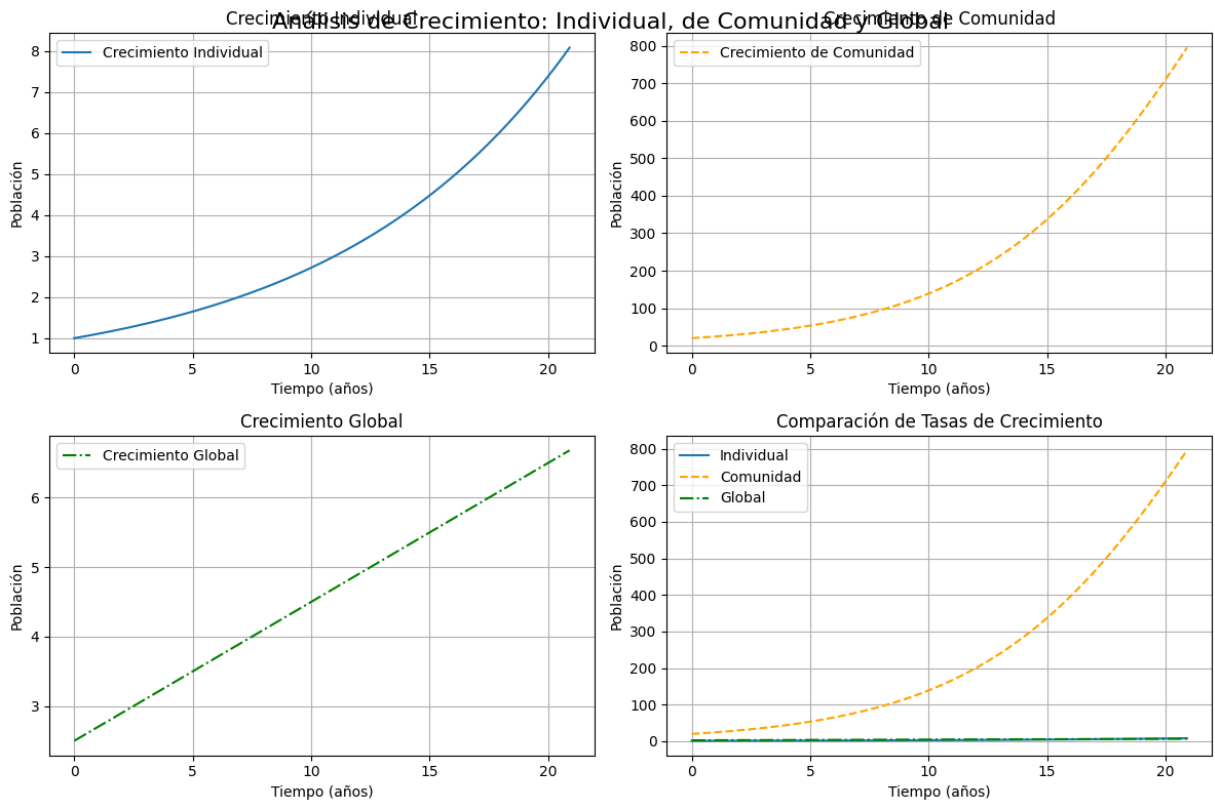 Análisis de Crecimiento: Individual, de Comunidad y Global
Crecimiento Individual
Crecimiento Individual
8
7
6
5
4
3
2
1
Población
0 5 10 15 20
Tiempo (años)
Crecimiento de Comunidad
Crecimiento de Comunidad
800
700
600
500
400
300
200
100
0
Población
0 5 10 15 20
Tiempo (años)
Crecimiento Global
Crecimiento Global
6
5
4
3
Población
0 5 10 15 20
Tiempo (años)
Comparación de Tasas de Crecimiento
Individual
Comunidad
Global
800
700
600
500
400
300
200
100
0
Población
0 5 10 15 20
Tiempo (años)